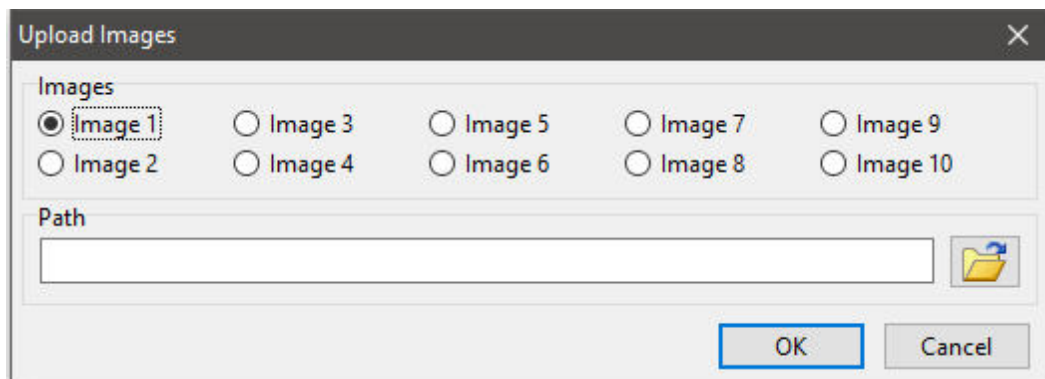 Upload Images
Images
Image 1 Image 3 Image 5 Image 7 Image 9
Image 2 Image 4 Image 6 Image 8 Image 10
Path
OK Cancel